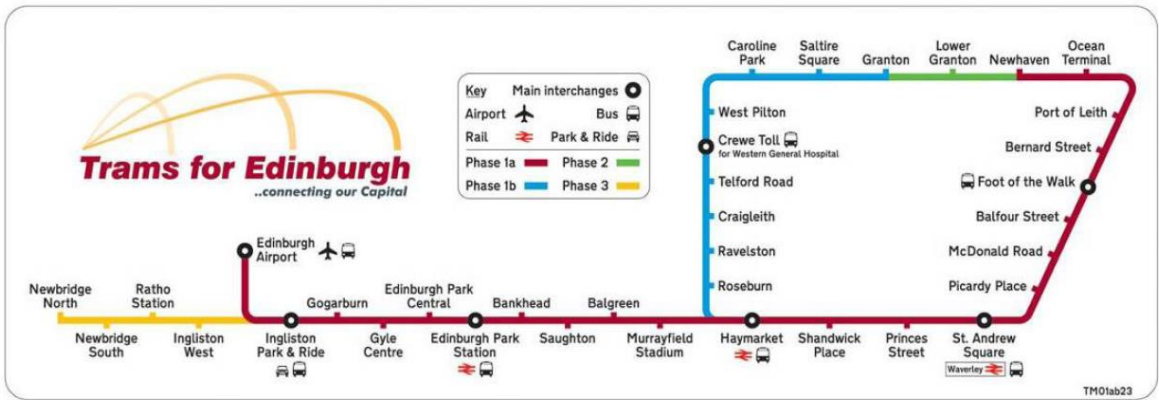 Trams for Edinburgh
..connecting our Capital
Key Main interchanges
Airport Bus
Rail Park & Ride
Phase 1a Phase 2
Phase 1b Phase 3
Caroline
Park
Saltire
Square
Granton
Lower
Granton
Newhaven
Ocean
Terminal
West Pilton
Crewe Toll
for Western General Hospital
Telford Road
Craigleith
Ravelston
Roseburn
Port of Leith
Bernard Street
Foot of the Walk
Balfour Street
McDonald Road
Picardy Place
Edinburgh
Airport
Newbridge
North
Ratho
Station
Gogarburn
Edinburgh Park
Central
Bankhead
Balgreen
Newbridge
South
Ingliston
West
Ingliston
Park & Ride
Gyle
Centre
Edinburgh Park
Station
Saughton
Murrayfield
Stadium
Haymarket
Shandwick
Place
Princes
Street
St. Andrew
Square
Waverley
TM01ab23